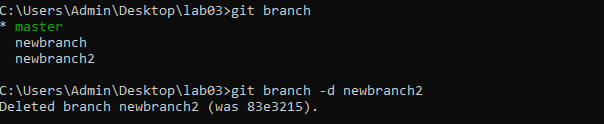 C:\Users\Admin\Desktop\lab03>git branch
* master
  newbranch
  newbranch2
C:\Users\Admin\Desktop\lab03>git branch -d newbranch2
Deleted branch newbranch2 (was 83e3215).